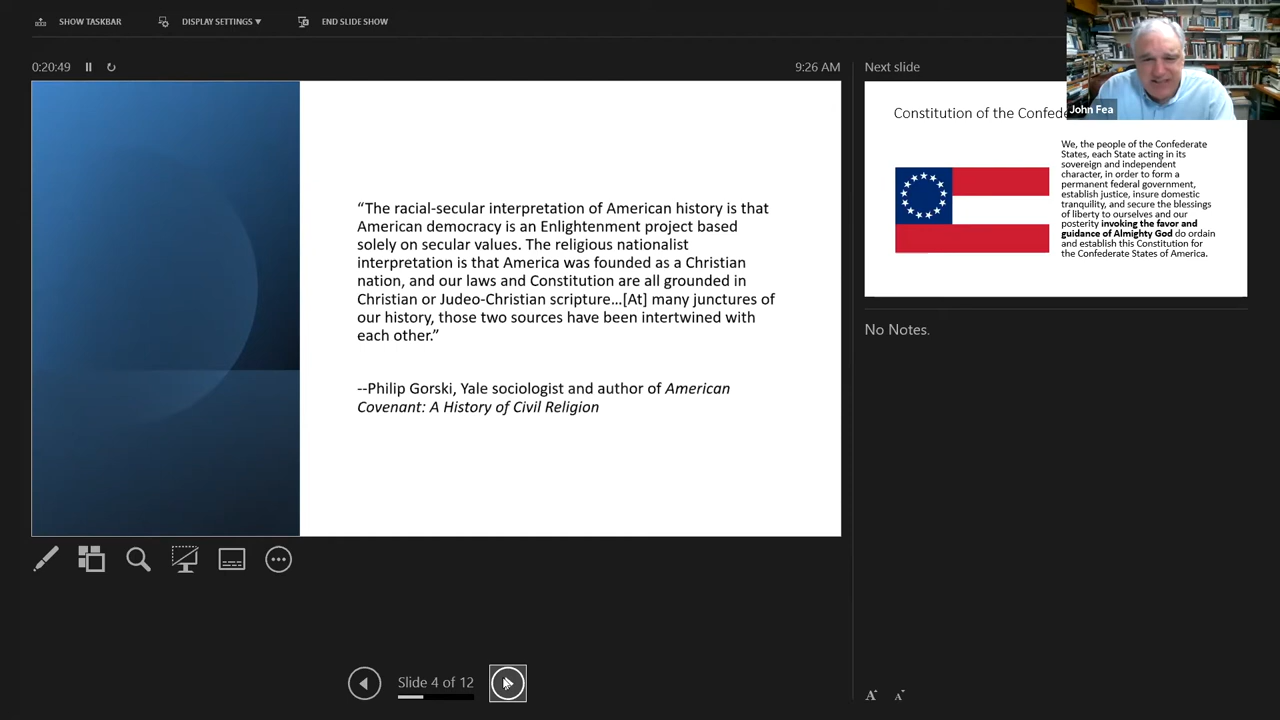 SHOW TASKBAR
DISPLAY SETTINGS ▼
END SLIDE SHOW
0:20:49
9:26 AM
“The racial-secular interpretation of American history is that
American democracy is an Enlightenment project based
solely on secular values. The religious nationalist
interpretation is that America was founded as a Christian
nation, and our laws and Constitution are all grounded in
Christian or Judeo-Christian scripture…[At] many junctures of
our history, those two sources have been intertwined with
each other.”
--Philip Gorski, Yale sociologist and author of American
Covenant: A History of Civil Religion
Slide 4 of 12
Next slide
John Fea
Constitution of the Confede
We, the people of the Confederate
States, each State acting in its
sovereign and independent
character, in order to form a
permanent federal government,
establish justice, insure domestic
tranquility, and secure the blessings
of liberty to ourselves and our
posterity invoking the favor and
guidance of Almighty God do ordain
and establish this Constitution for
the Confederate States of America.
No Notes.
A A